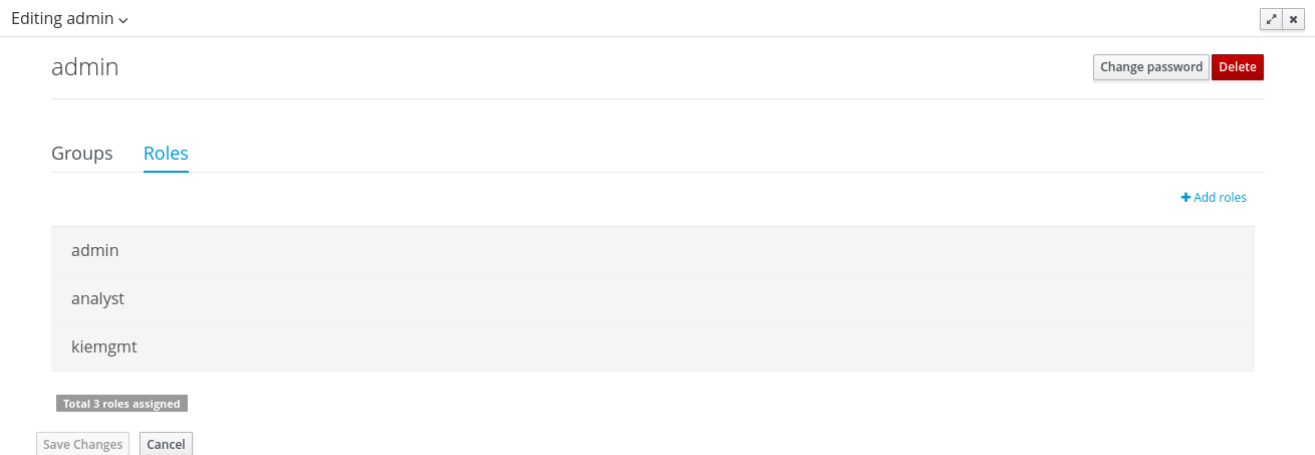 Editing admin
admin
Change password Delete
Groups Roles
Add roles
admin
analyst
kiemgmt
Total 3 roles assigned
Save Changes Cancel